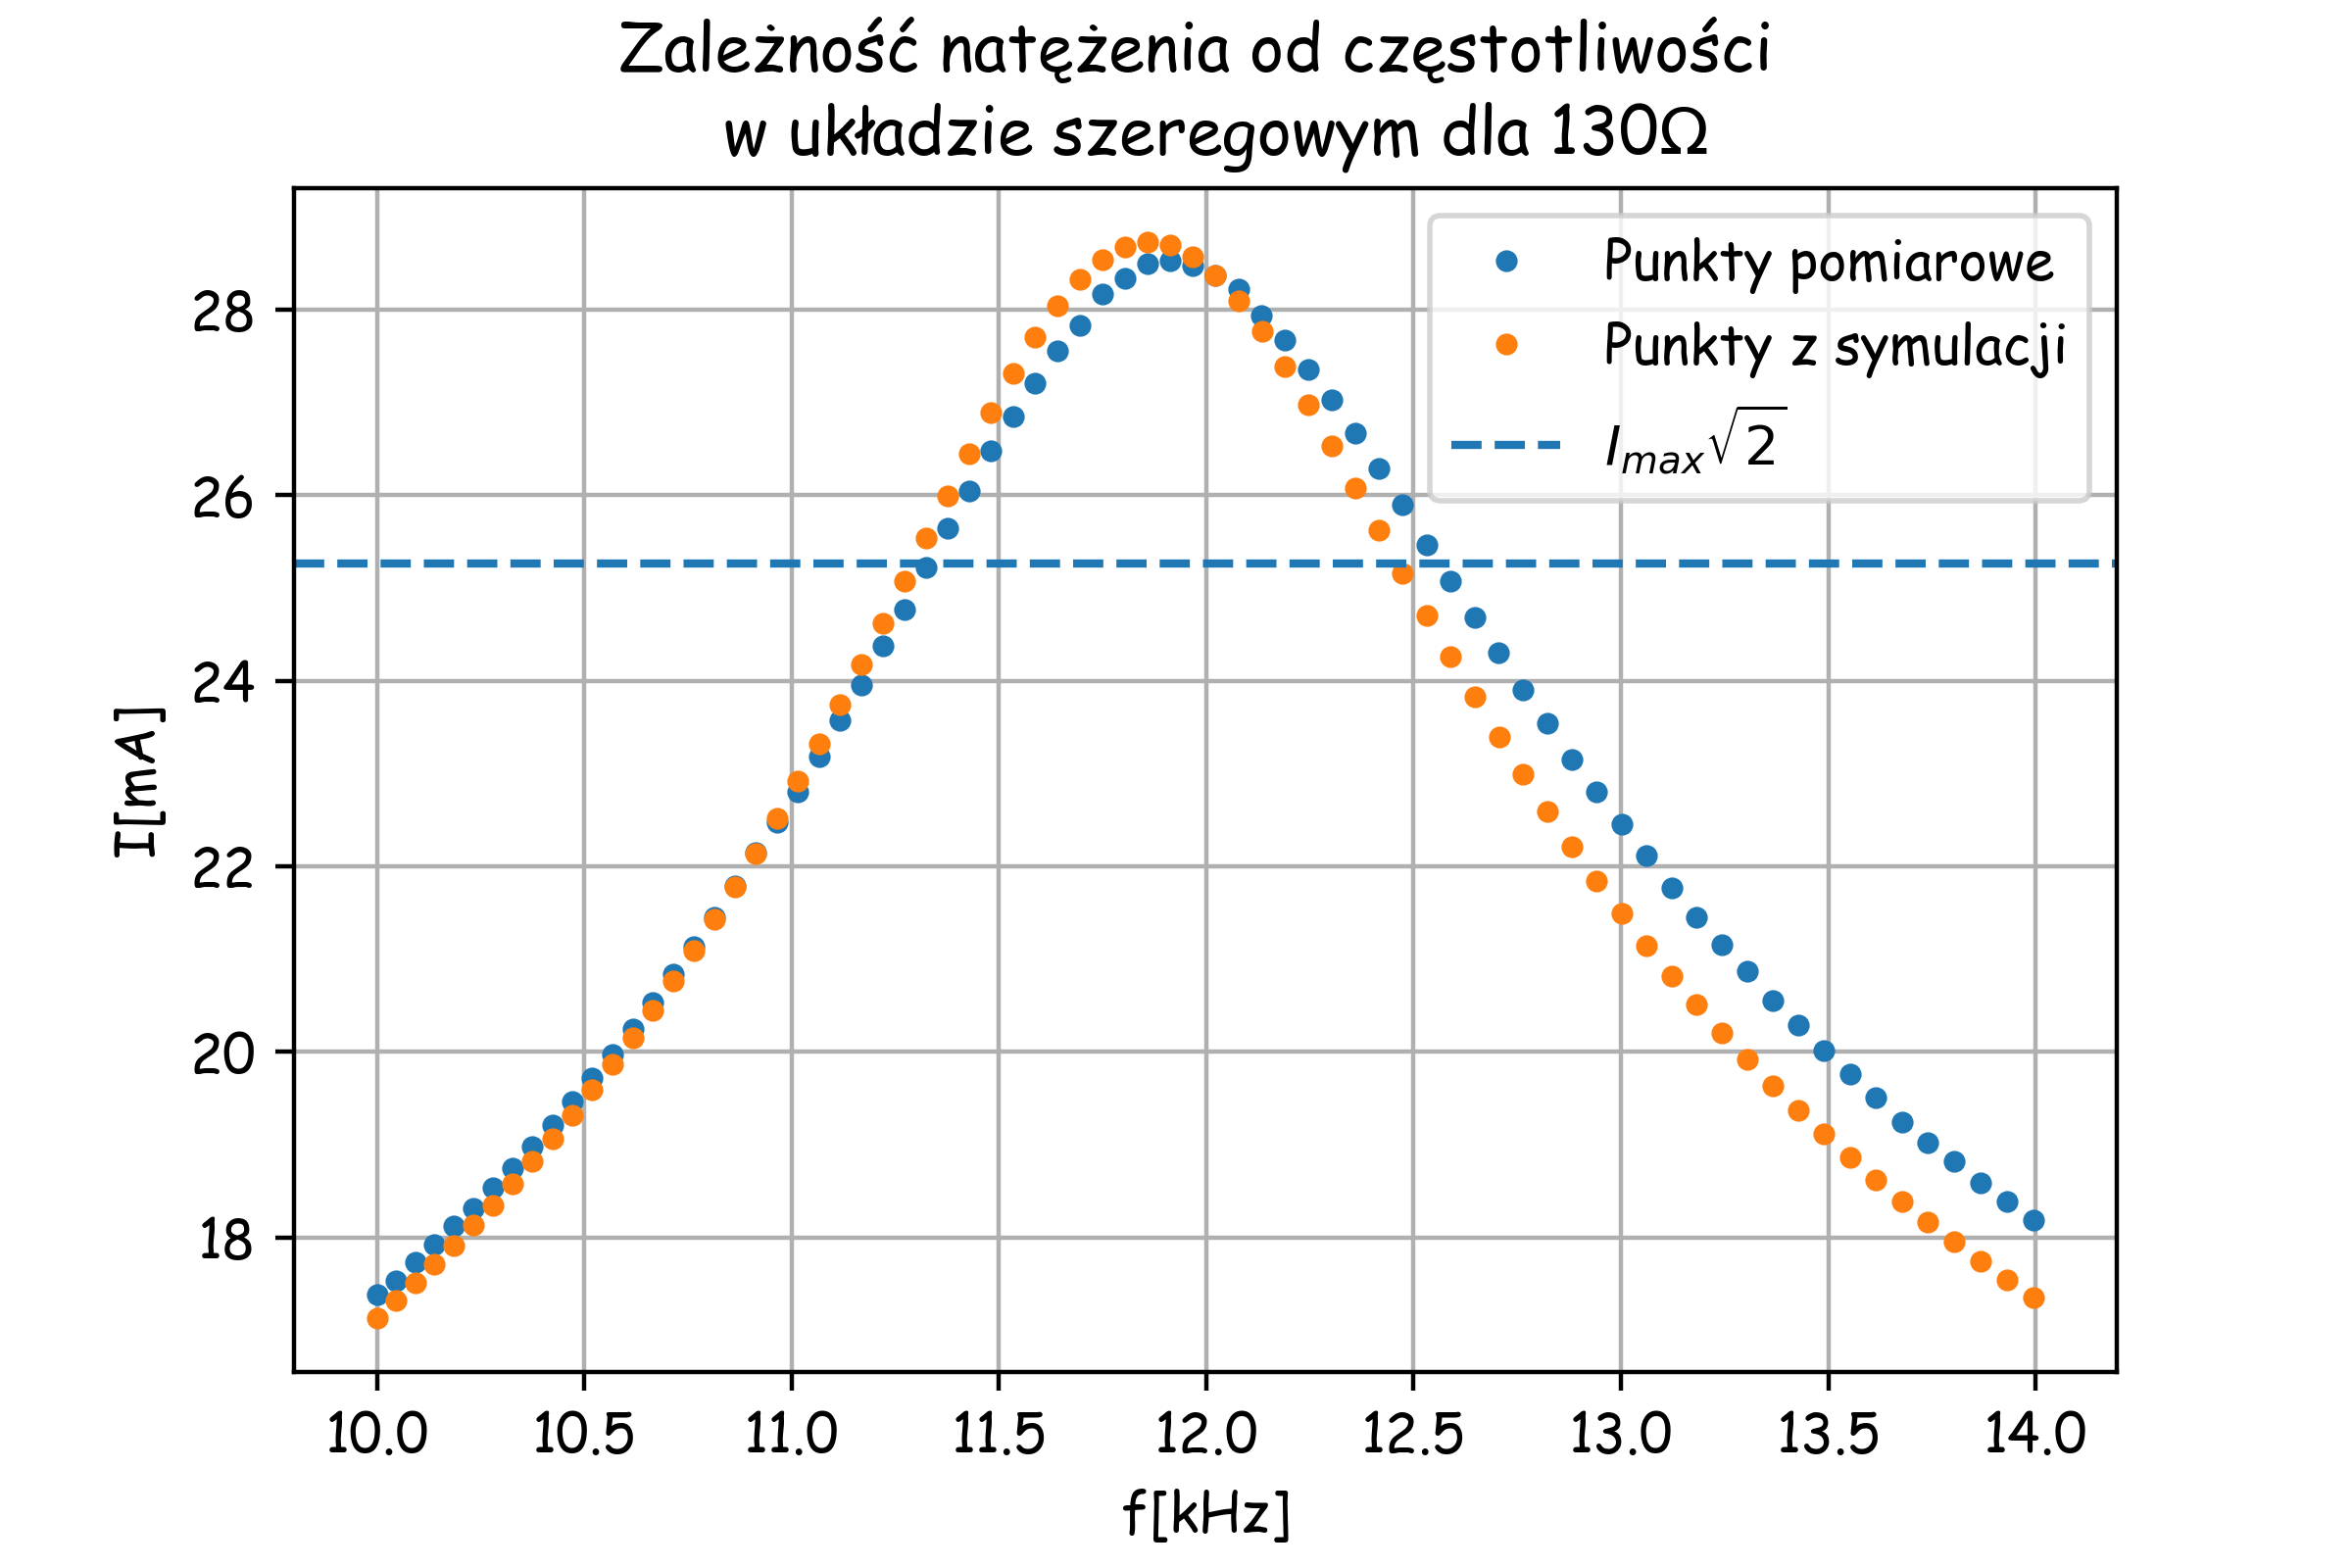 Zależność natężenia od częstotliwości
w układzie szeregowym dla 130Ω
Punkty pomiarowe
Punkty z symulacji
I_{max}√2
I[mA]
28
26
24
22
20
18
10.0 10.5 11.0 11.5 12.0 12.5 13.0 13.5 14.0
f[kHz]